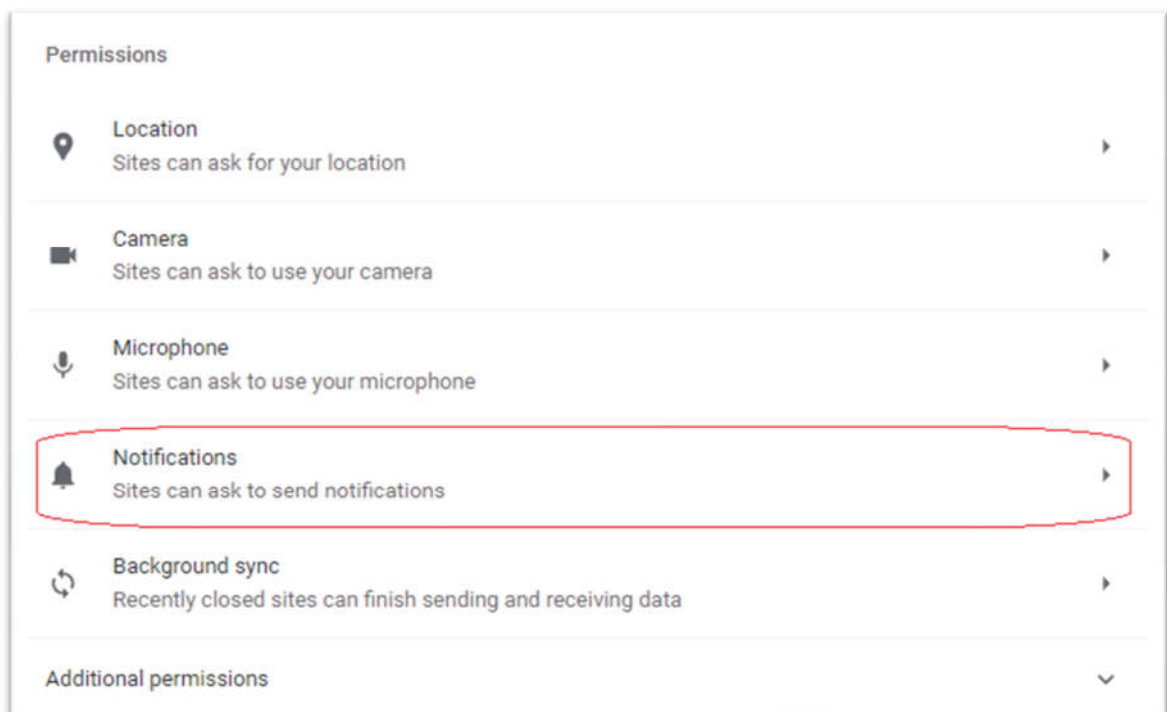 Permissions
Location
Sites can ask for your location
Camera
Sites can ask to use your camera
Microphone
Sites can ask to use your microphone
Notifications
Sites can ask to send notifications
Background sync
Recently closed sites can finish sending and receiving data
Additional permissions